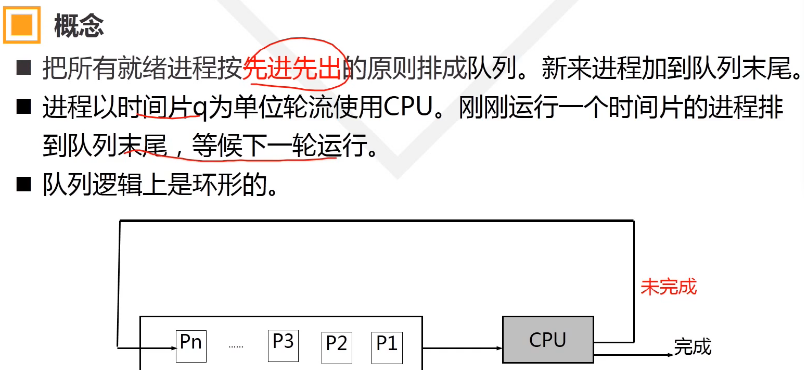 概念
■ 把所有就绪进程按先进先出的原则排成队列。新来进程加到队列末尾。
■ 进程以时间片q为单位轮流使用CPU。刚刚运行一个时间片的进程排
到队列末尾，等候下一轮运行。
■ 队列逻辑上是环形的。
未完成
Pn …… P3 P2 P1 CPU
完成